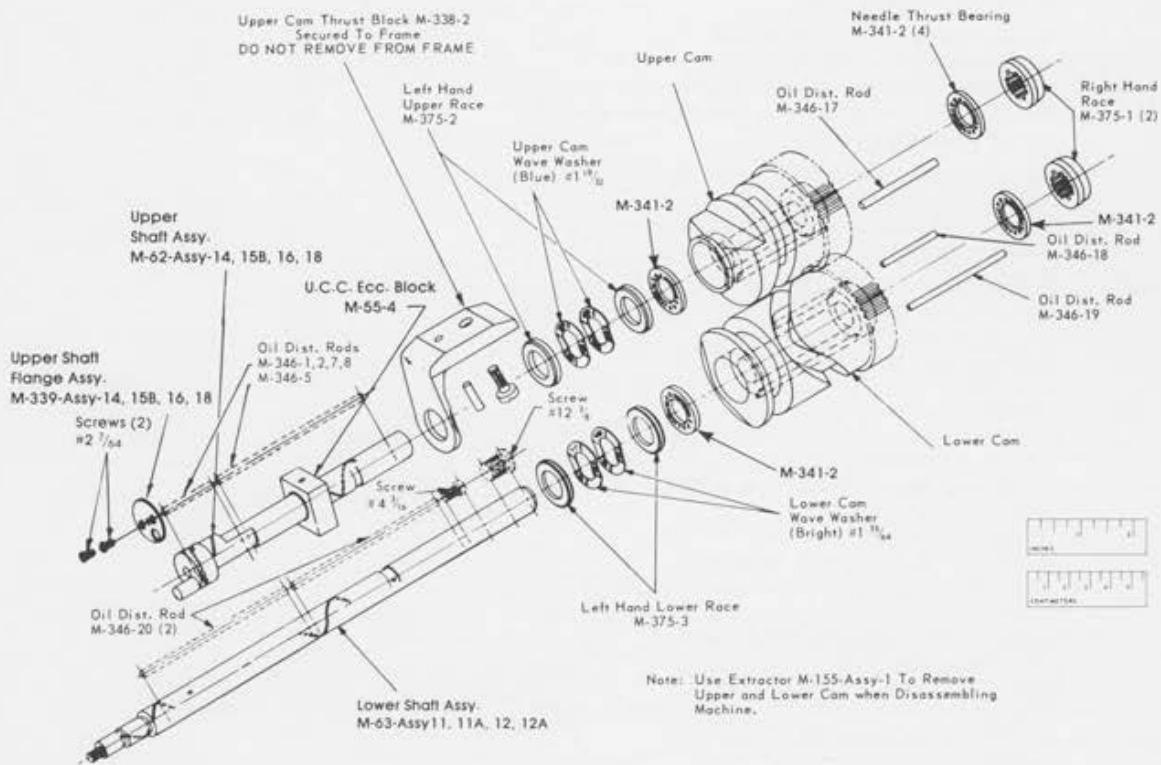 Upper Cam Thrust Block M-338-2
Secured To Frame
DO NOT REMOVE FROM FRAME
Needle Thrust Bearing
M-341-2 (4)
Upper Cam
Left Hand
Upper Race
M-375-2
Oil Dist. Rod
M-346-17
Right Hand
Race
M-375-1 (2)
Upper Cam
Wave Washer
(Blue) #1 19/32
M-341-2
Upper
Shaft Assy.
M-62-Assy-14, 15B, 16, 18
M-341-2
Oil Dist. Rod
M-346-18
U.C.C. Ecc. Block
M-55-4
Oil Dist. Rod
M-346-19
Upper Shaft
Flange Assy.
M-339-Assy-14, 15B, 16, 18
Oil Dist. Rods
M-346-1, 2, 7, 8
M-346-5
Screws (2)
#2 7/64
Screw
#12
Lower Cam
M-341-2
Screw
#4 3/16
Lower Cam
Wave Washer
(Bright) #1
INCHES
CENTIMETERS
Oil Dist. Rod
M-346-20 (2)
Left Hand Lower Race
M-375-3
Note: Use Extractor M-155-Assy-1 To Remove
Upper and Lower Cam when Disassembling
Machine.
Lower Shaft Assy.
M-63-Assy11, 11A, 12, 12A